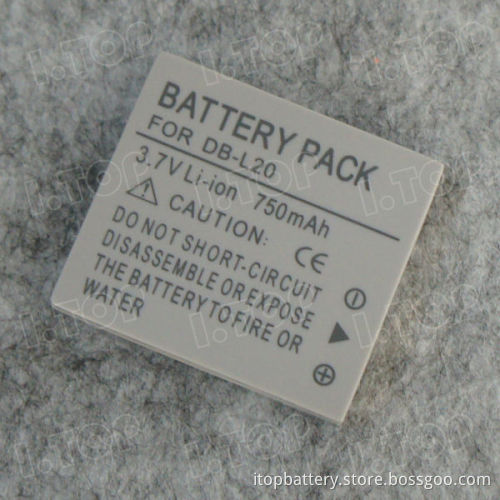 BATTERY PACK
FOR DB-L20
3.7V Li-ion 750mAh
CAUTION: CE
DO NOT SHORT-CIRCUIT
DISASSEMBLE OR EXPOSE
THE BATTERY TO FIRE OR
WATER
I.TOP
itopbattery.store.bossgoo.com